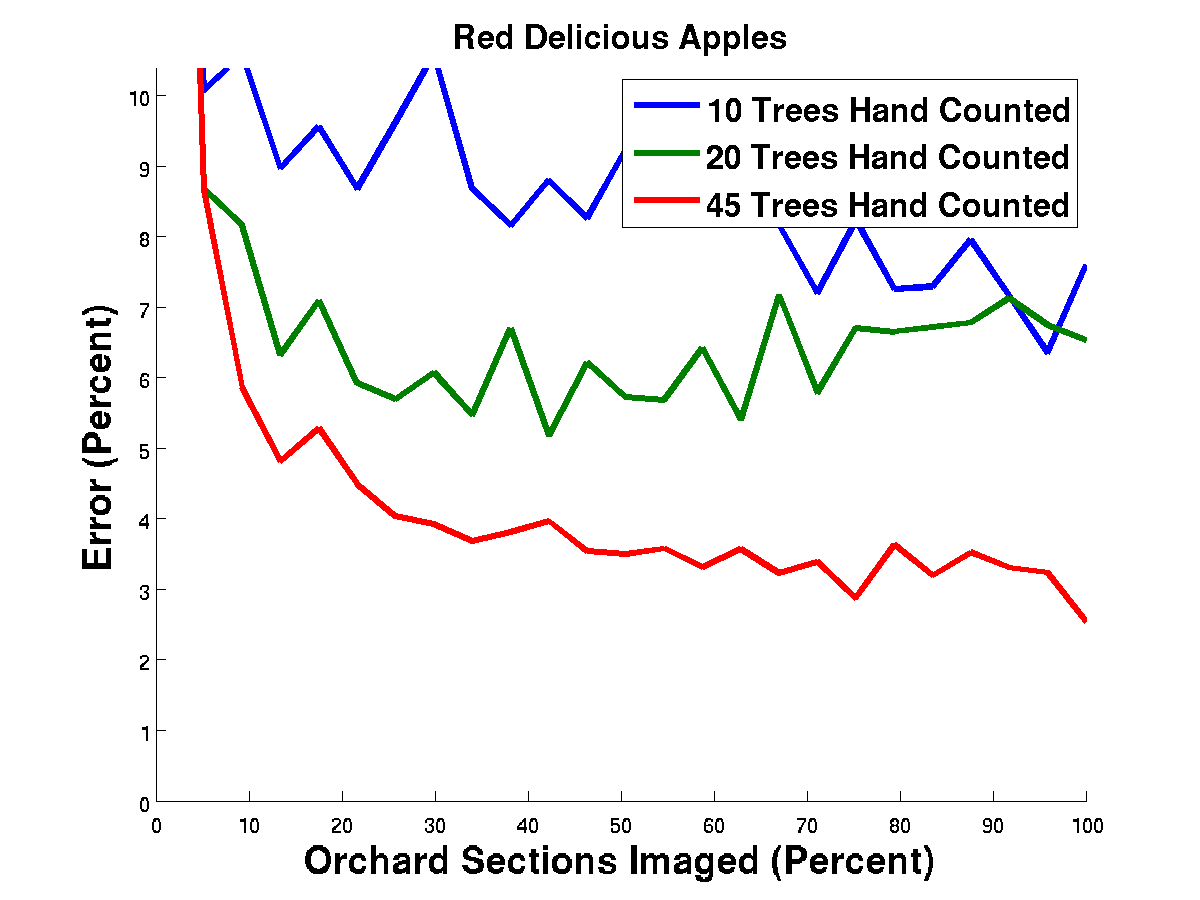 Red Delicious Apples
10 Trees Hand Counted
20 Trees Hand Counted
45 Trees Hand Counted
10
9
8
7
6
5
4
3
2
1
0
Error (Percent)
0 10 20 30 40 50 60 70 80 90 100
Orchard Sections Imaged (Percent)